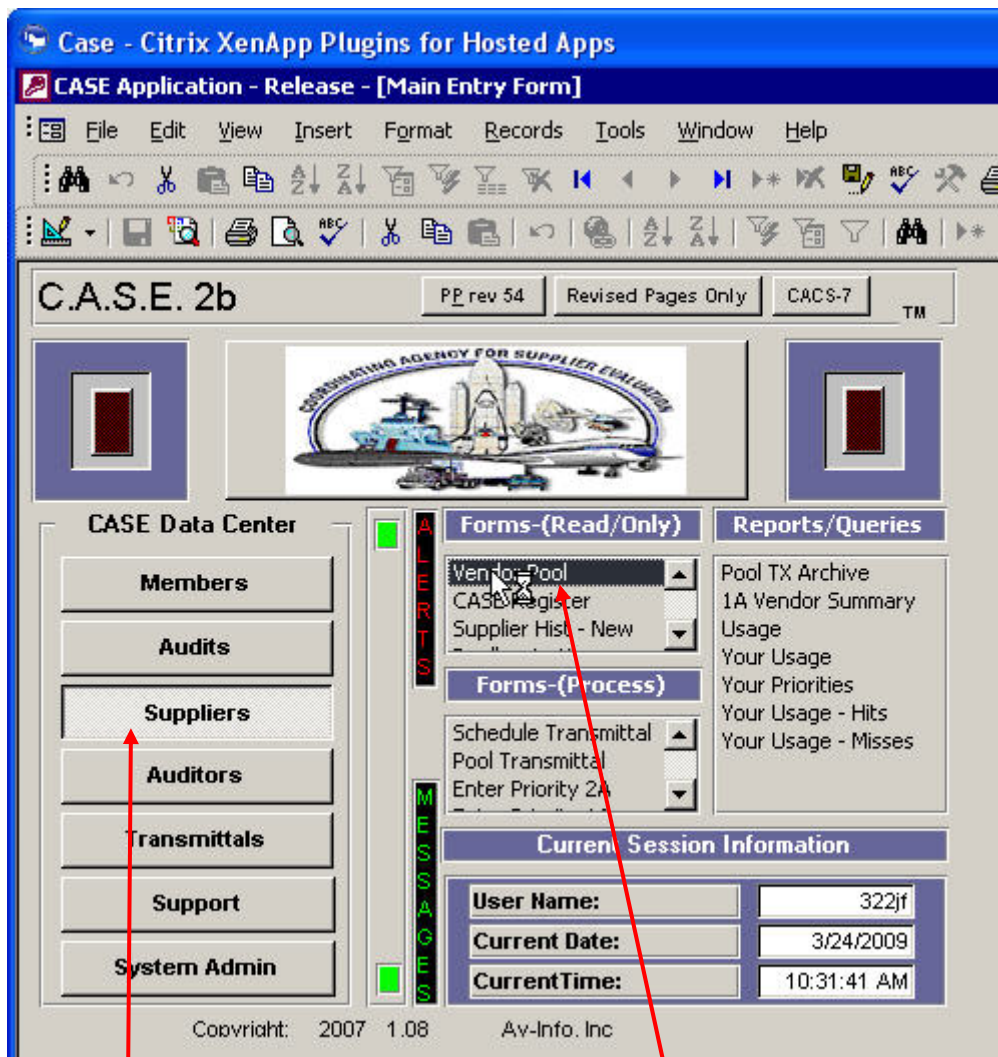 Case - Citrix XenApp Plugins for Hosted Apps
CASE Application - Release - [Main Entry Form]
File Edit View Insert Format Records Tools Window Help
C.A.S.E. 2b PP rev 54 Revised Pages Only CACS-7 TM
COORDINATING AGENCY FOR SUPPLIER EVALUATION
CASE Data Center
Members
Audits
Suppliers
Auditors
Transmittals
Support
System Admin
ALERTS
MESSAGES
Forms-(Read/Only)
Vendor Pool
CASE Register
Supplier Hist - New
Forms-(Process)
Schedule Transmittal
Pool Transmittal
Enter Priority 2A
Reports/Queries
Pool TX Archive
1A Vendor Summary
Usage
Your Usage
Your Priorities
Your Usage - Hits
Your Usage - Misses
Current Session Information
User Name: 322jf
Current Date: 3/24/2009
CurrentTime: 10:31:41 AM
Copyright: 2007 1.08 Av-Info. Inc